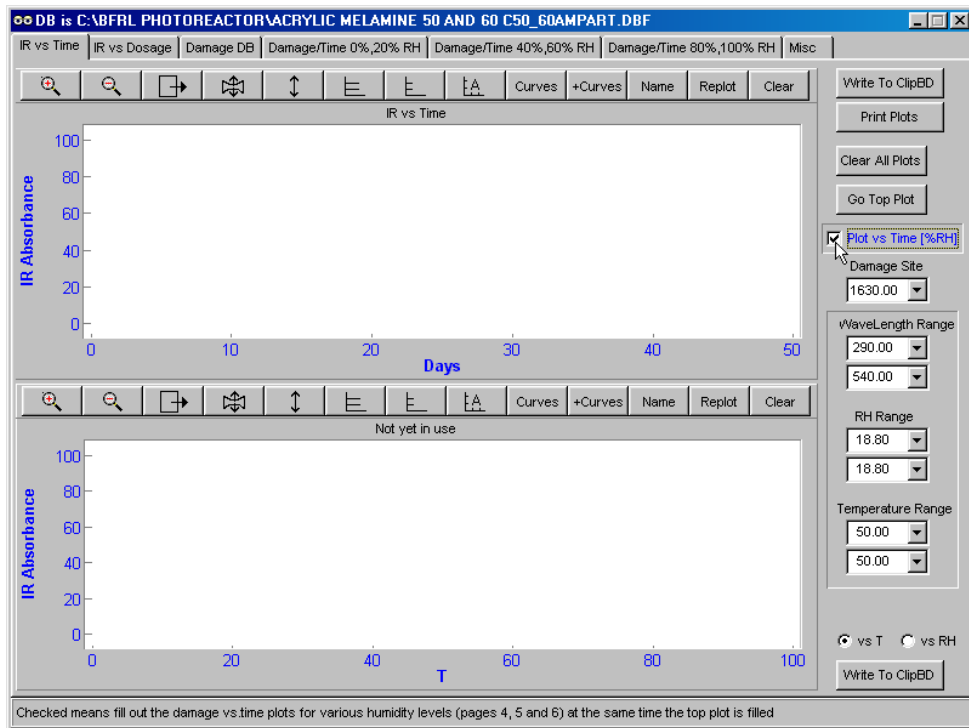 DB is C:\BFRL PHOTOREACTOR\ACRYLIC MELAMINE 50 AND 60 C50_60AMPART.DBF
IR vs Time IR vs Dosage Damage DB Damage/Time 0%,20% RH Damage/Time 40%,60% RH Damage/Time 80%,100% RH Misc
Curves +Curves Name Replot Clear
IR vs Time
IR Absorbance
100
80
60
40
20
0
0 10 20 30 40 50
Days
Curves +Curves Name Replot Clear
Not yet in use
IR Absorbance
100
80
60
40
20
0
0 20 40 60 80 100
T
Write To ClipBD
Print Plots
Clear All Plots
Go Top Plot
Plot vs Time [%RH]
Damage Site
1630.00
WaveLength Range
290.00
540.00
RH Range
18.80
18.80
Temperature Range
50.00
50.00
vs T vs RH
Write To ClipBD
Checked means fill out the damage vs.time plots for various humidity levels (pages 4, 5 and 6) at the same time the top plot is filled